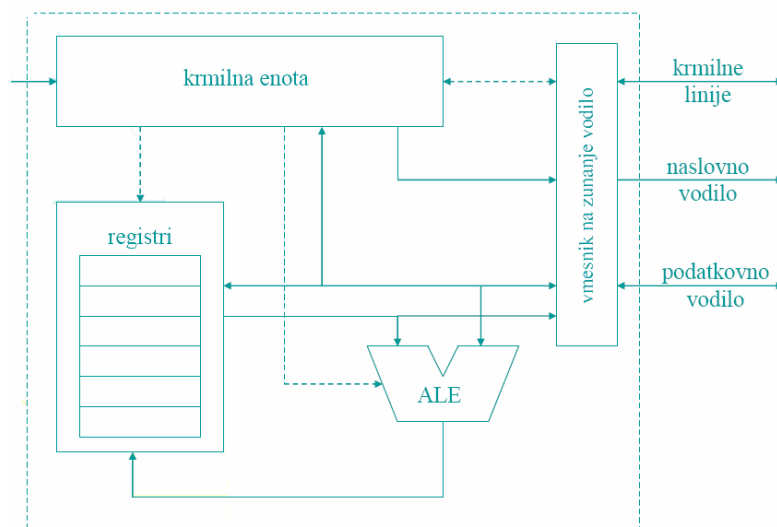 krmilna enota
krmilne
linije
vmesnik na zunanje vodilo
naslovno
vodilo
registri
podatkovno
vodilo
ALE